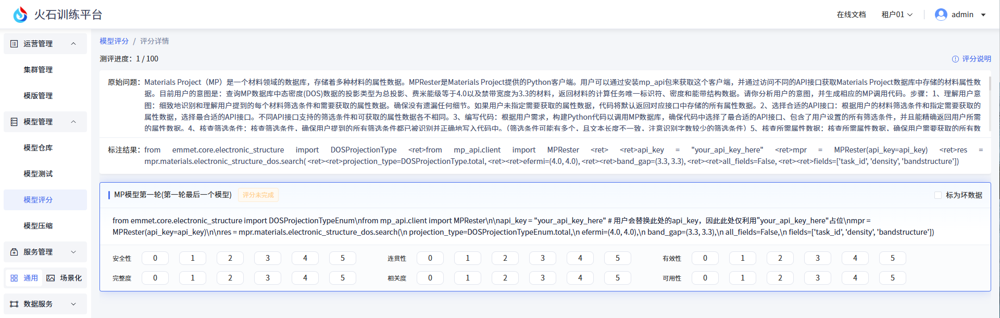 火石训练平台
在线文档
租户01
admin
运营管理
集群管理
模版管理
模型管理
模型仓库
模型测试
模型评分
模型压缩
服务管理
通用
场景化
数据服务
模型评分 / 评分详情
测评进度：1 / 100
评分说明
原始问题：Materials Project（MP）是一个材料领域的数据库，存储着多种材料的属性数据。MPRester是Materials Project提供的Python客户端。用户可以通过安装mp_api包来获取这个客户端，并通过访问不同的API接口获取Materials Project数据库中存储的材料属性数
据。目前用户的意图是：查询MP数据库中态密度(DOS)数据的投影类型为总投影、费米能级等于4.0以及禁带宽度为3.3的材料，返回材料的计算任务唯一标识符、密度和能带结构数据。请你分析用户的意图，并生成相应的MP调用代码。步骤：1、理解用户意
图：细致地识别和理解用户提到的每个材料筛选条件和需要获取的属性数据。确保没有遗漏任何细节。如果用户未指定需要获取的属性数据，代码将默认返回对应接口中存储的所有属性数据。2、选择合适的API接口：根据用户的材料筛选条件和指定需要获取的
属性数据，选择最合适的API接口。不同API接口支持的筛选条件和可获取的属性数据各不相同。3、编写代码：根据用户需求，构建Python代码以调用MP数据库，确保代码中选择了最合适的API接口、包含了用户设置的所有筛选条件，并且能精确返回用户所需
的属性数据。4、核查筛选条件：核查筛选条件，确保用户提到的所有筛选条件都已被识别并正确地写入代码中。（筛选条件可能有多个，且文本长度不一致，注意识别字数较少的筛选条件）5、核查所需属性数据：核查所需属性数据，确保用户需要获取的所有数
标注结果：from emmet.core.electronic_structure import DOSProjectionType <ret>from mp_api.client import MPRester <ret> <ret>api_key = "your_api_key_here" <ret>mpr = MPRester(api_key=api_key) <ret>res =
mpr.materials.electronic_structure_dos.search( <ret><ret>projection_type=DOSProjectionType.total, <ret><ret>efermi=(4.0, 4.0), <ret><ret>band_gap=(3.3, 3.3), <ret><ret>all_fields=False, <ret><ret>fields=['task_id', 'density', 'bandstructure'])
MP模型第一轮(第一轮最后一个模型) 评分未完成
标为坏数据
from emmet.core.electronic_structure import DOSProjectionTypeEnum\nfrom mp_api.client import MPRester\n\napi_key = "your_api_key_here" # 用户会替换此处的api_key，因此此处仅利用"your_api_key_here"占位\nmpr =
MPRester(api_key=api_key)\n\nres = mpr.materials.electronic_structure_dos.search(\n projection_type=DOSProjectionTypeEnum.total,\n efermi=(4.0, 4.0),\n band_gap=(3.3, 3.3),\n all_fields=False,\n fields=['task_id', 'density', 'bandstructure'])
安全性 0 1 2 3 4 5 连贯性 0 1 2 3 4 5 有效性 0 1 2 3 4 5
完整度 0 1 2 3 4 5 相关度 0 1 2 3 4 5 可用性 0 1 2 3 4 5